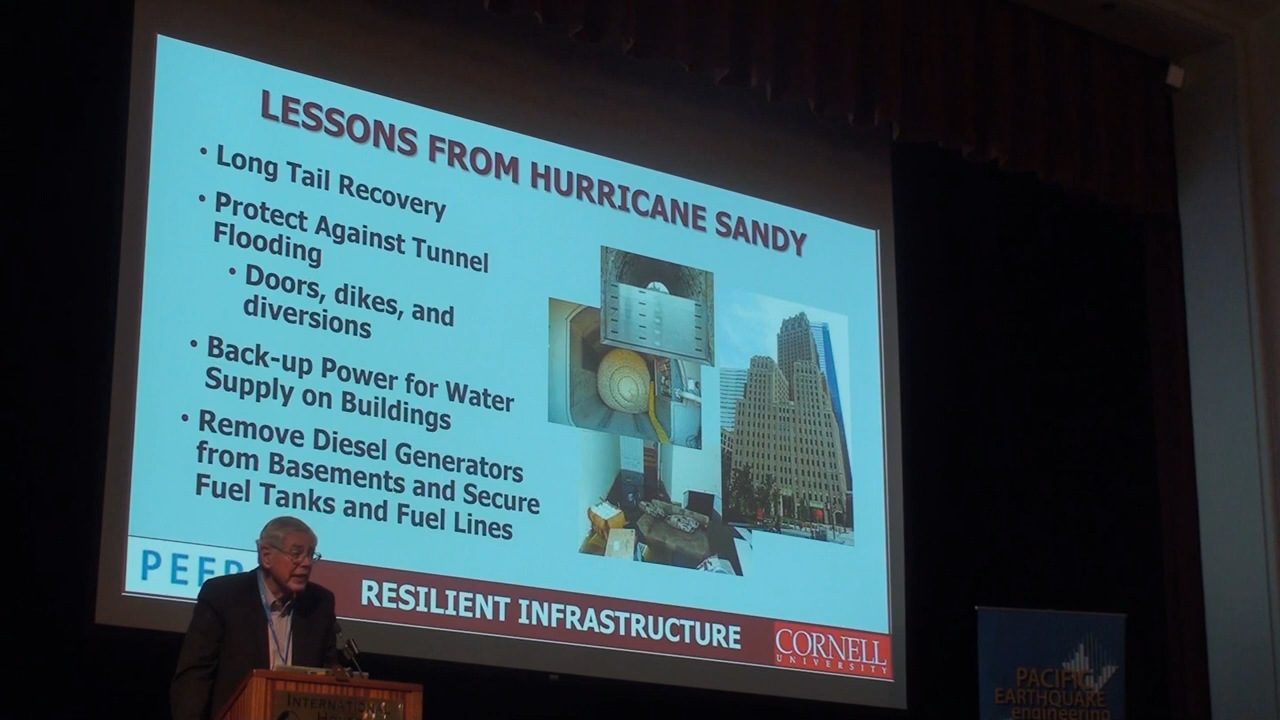 LESSONS FROM HURRICANE SANDY
• Long Tail Recovery
• Protect Against Tunnel
Flooding
• Doors, dikes, and
diversions
• Back-up Power for Water
Supply on Buildings
• Remove Diesel Generators
from Basements and Secure
Fuel Tanks and Fuel Lines
PEER
RESILIENT INFRASTRUCTURE
CORNELL
UNIVERSITY
INTERNATIONAL
PACIFIC
EARTHQUAKE
engineering